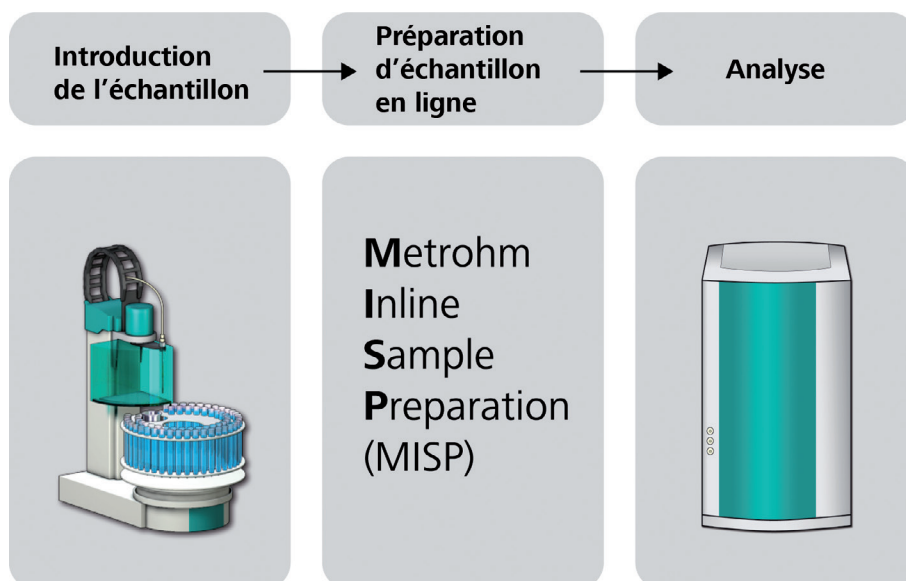 Introduction
de l’échantillon
Préparation
d’échantillon
en ligne
Analyse
Metrohm
Inline
Sample
Preparation
(MISP)